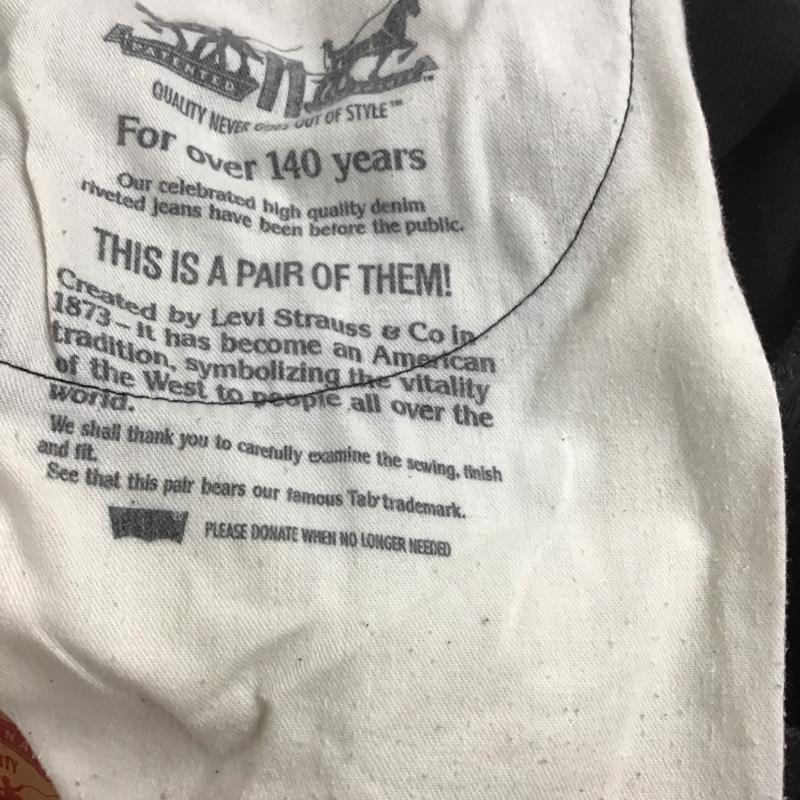 PATENTED
QUALITY NEVER GOES OUT OF STYLE™
For over 140 years
Our celebrated high quality denim
riveted jeans have been before the public.
THIS IS A PAIR OF THEM!
Created by Levi Strauss & Co in
1873–it has become an American
tradition, symbolizing the vitality
of the West to people all over the
world.
We shall thank you to carefully examine the sewing, finish
and fit.
See that this pair bears our famous Tab® trademark.
PLEASE DONATE WHEN NO LONGER NEEDED